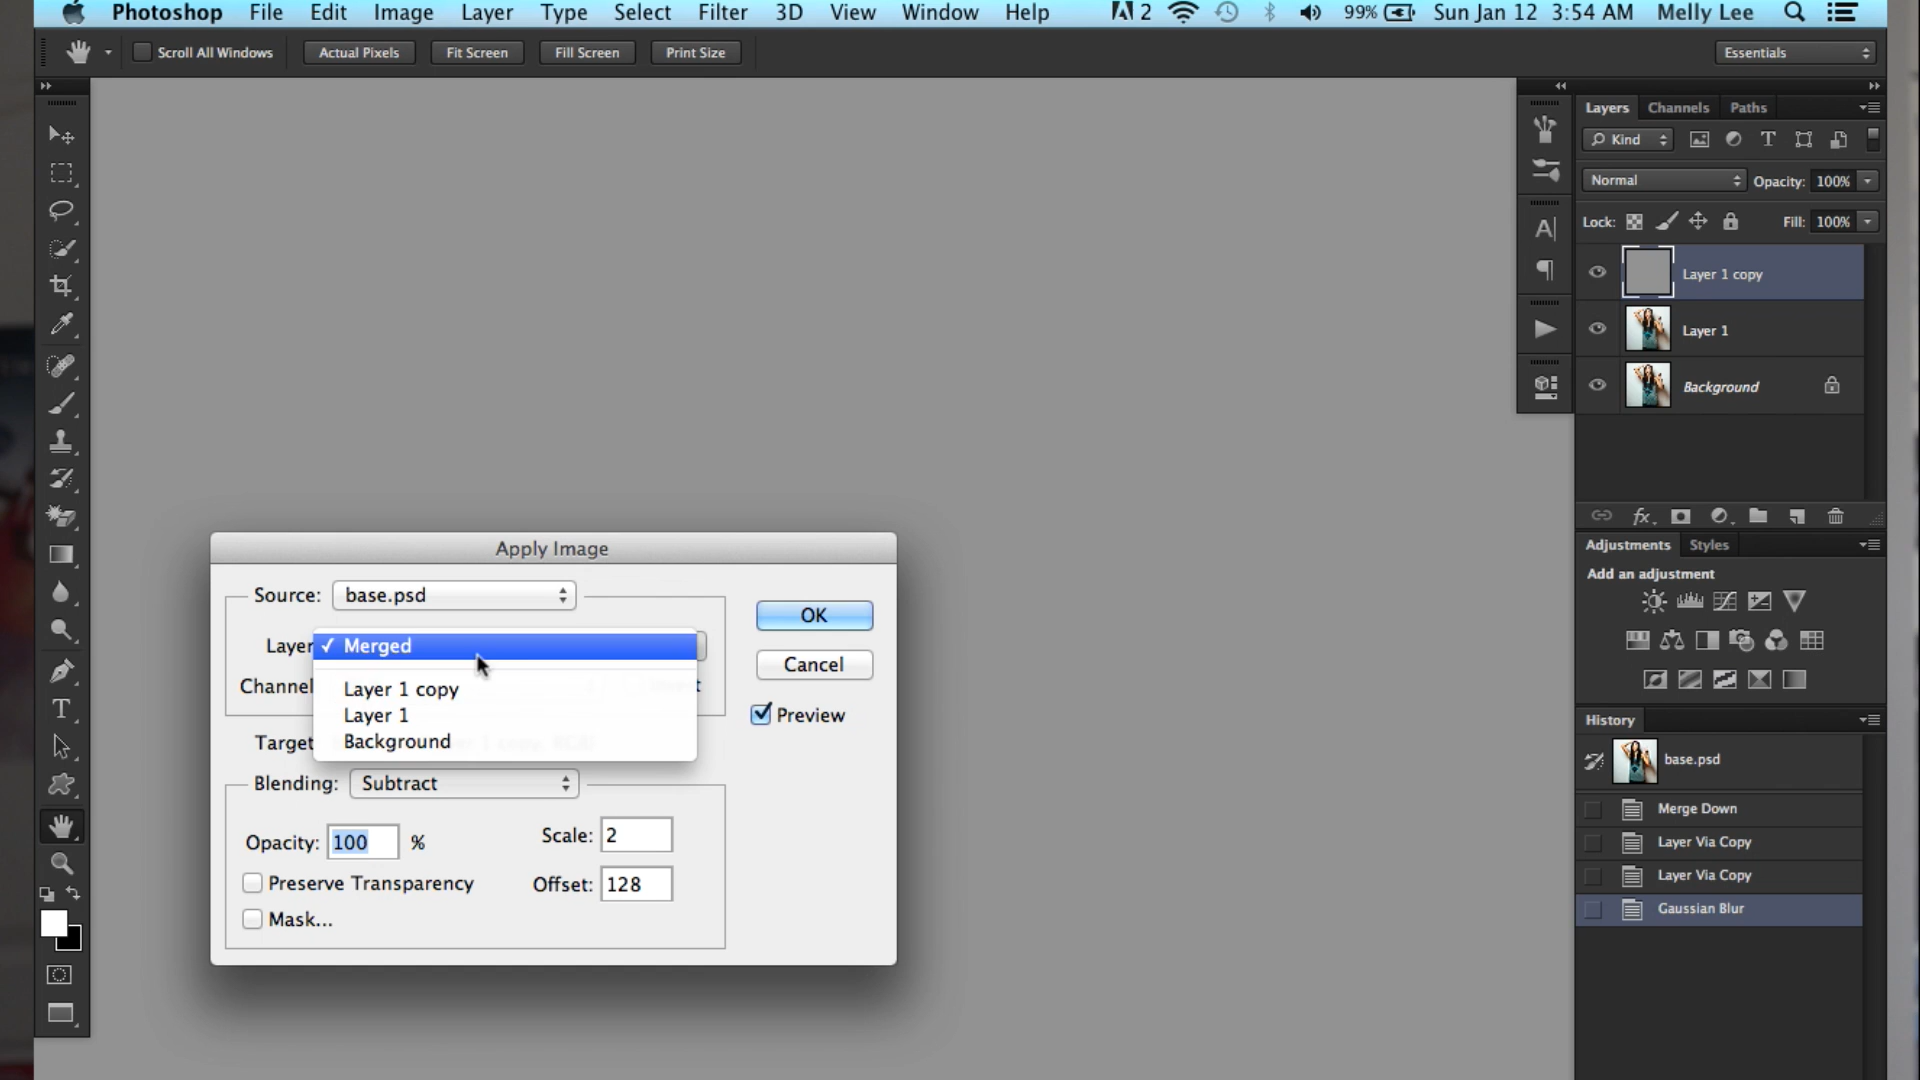 Photoshop File Edit Image Layer Type Select Filter 3D View Window Help 2 99% Sun Jan 12 3:54 AM Melly Lee
Scroll All Windows Actual Pixels Fit Screen Fill Screen Print Size Essentials
Layers Channels Paths
Kind
Normal Opacity: 100%
Lock: Fill: 100%
Layer 1 copy
Layer 1
Background
Adjustments Styles
Add an adjustment
History
base.psd
Merge Down
Layer Via Copy
Layer Via Copy
Gaussian Blur
Apply Image
Source: base.psd
Layer ✓ Merged
Layer 1 copy
Layer 1
Background
Channel
Target
Blending: Subtract
Opacity: 100 % Scale: 2
Preserve Transparency Offset: 128
Mask...
OK
Cancel
Preview